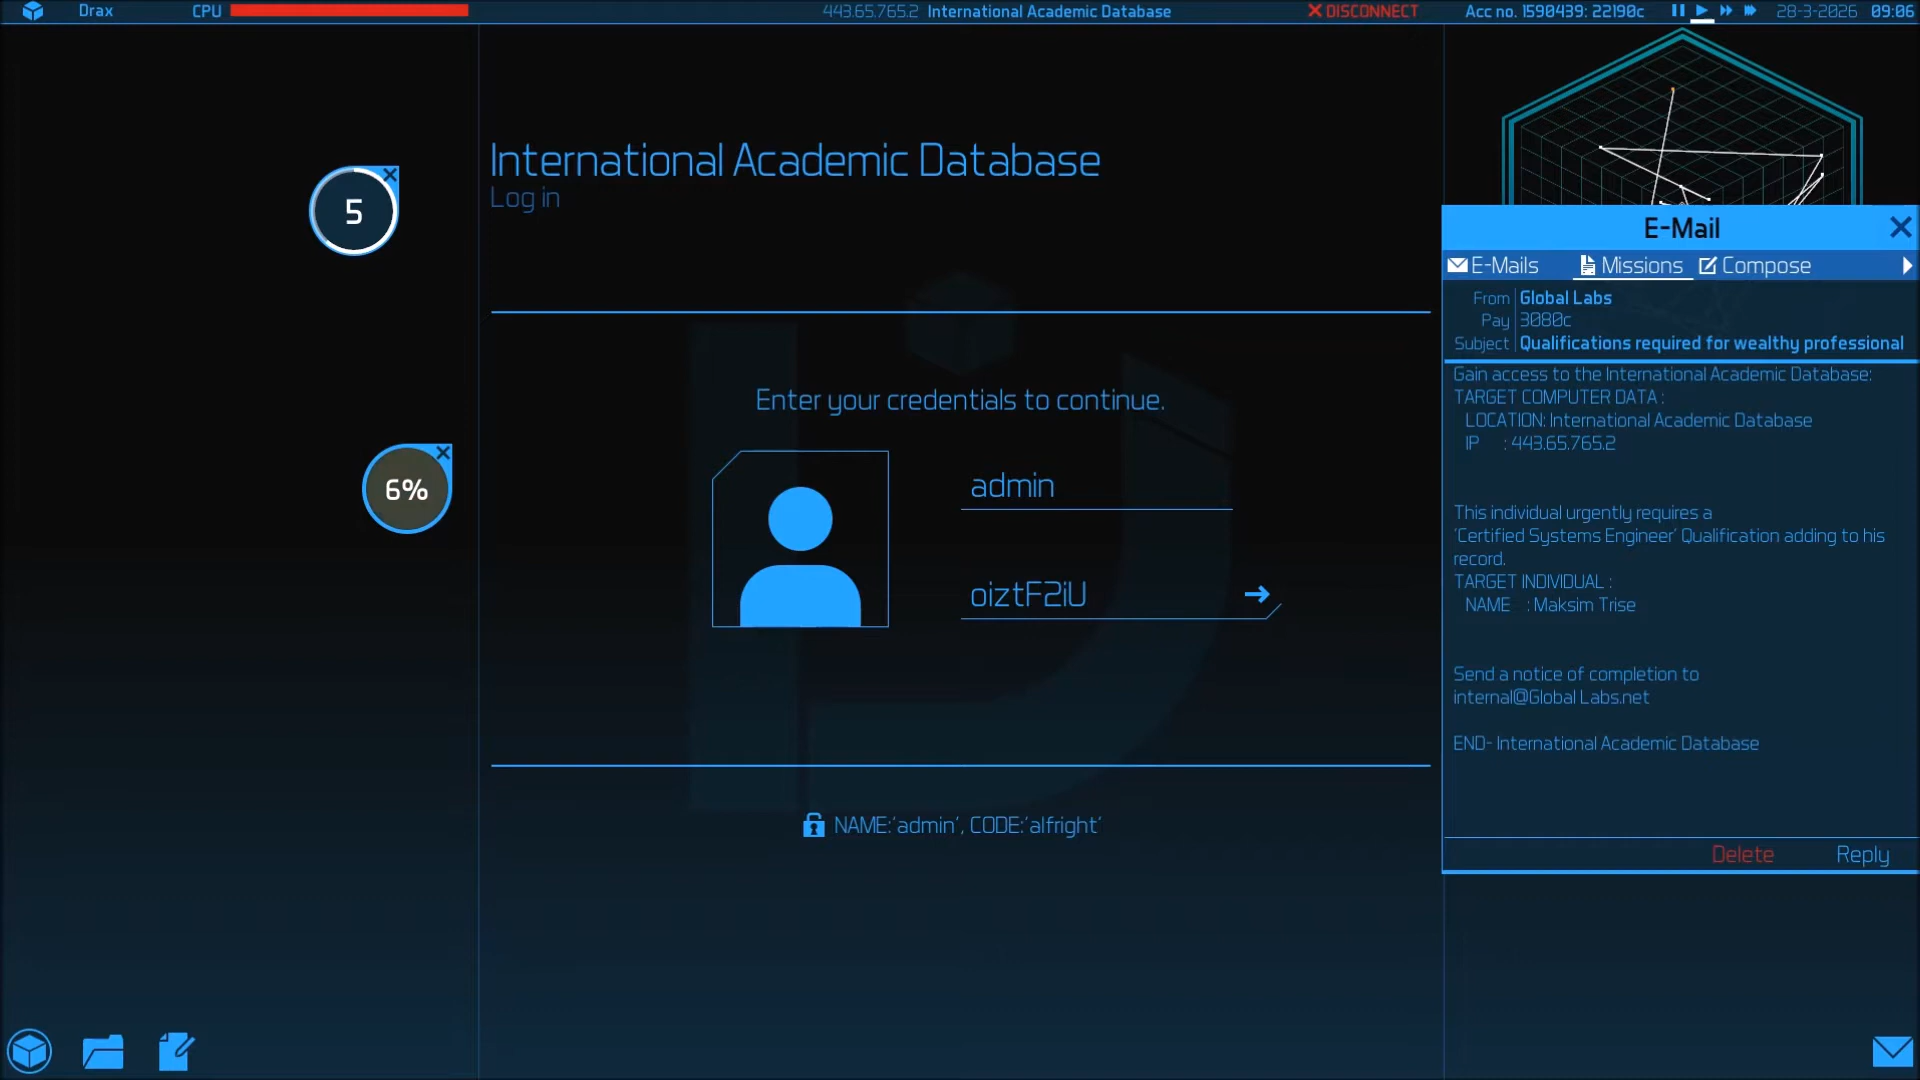 Drax
CPU
443.65.765.2 International Academic Database
DISCONNECT
Acc no. 1590439: 22190c
28-3-2026 09:06
International Academic Database
Log in
5
6%
Enter your credentials to continue.
admin
oiztF2iU
NAME:'admin', CODE:'alfright'
E-Mail
E-Mails
Missions
Compose
From Global Labs
Pay 3080c
Subject Qualifications required for wealthy professional
Gain access to the International Academic Database:
TARGET COMPUTER DATA :
LOCATION: International Academic Database
IP : 443.65.765.2
This individual urgently requires a
'Certified Systems Engineer' Qualification adding to his
record.
TARGET INDIVIDUAL :
NAME : Maksim Trise
Send a notice of completion to
internal@Global Labs.net
END- International Academic Database
Delete
Reply